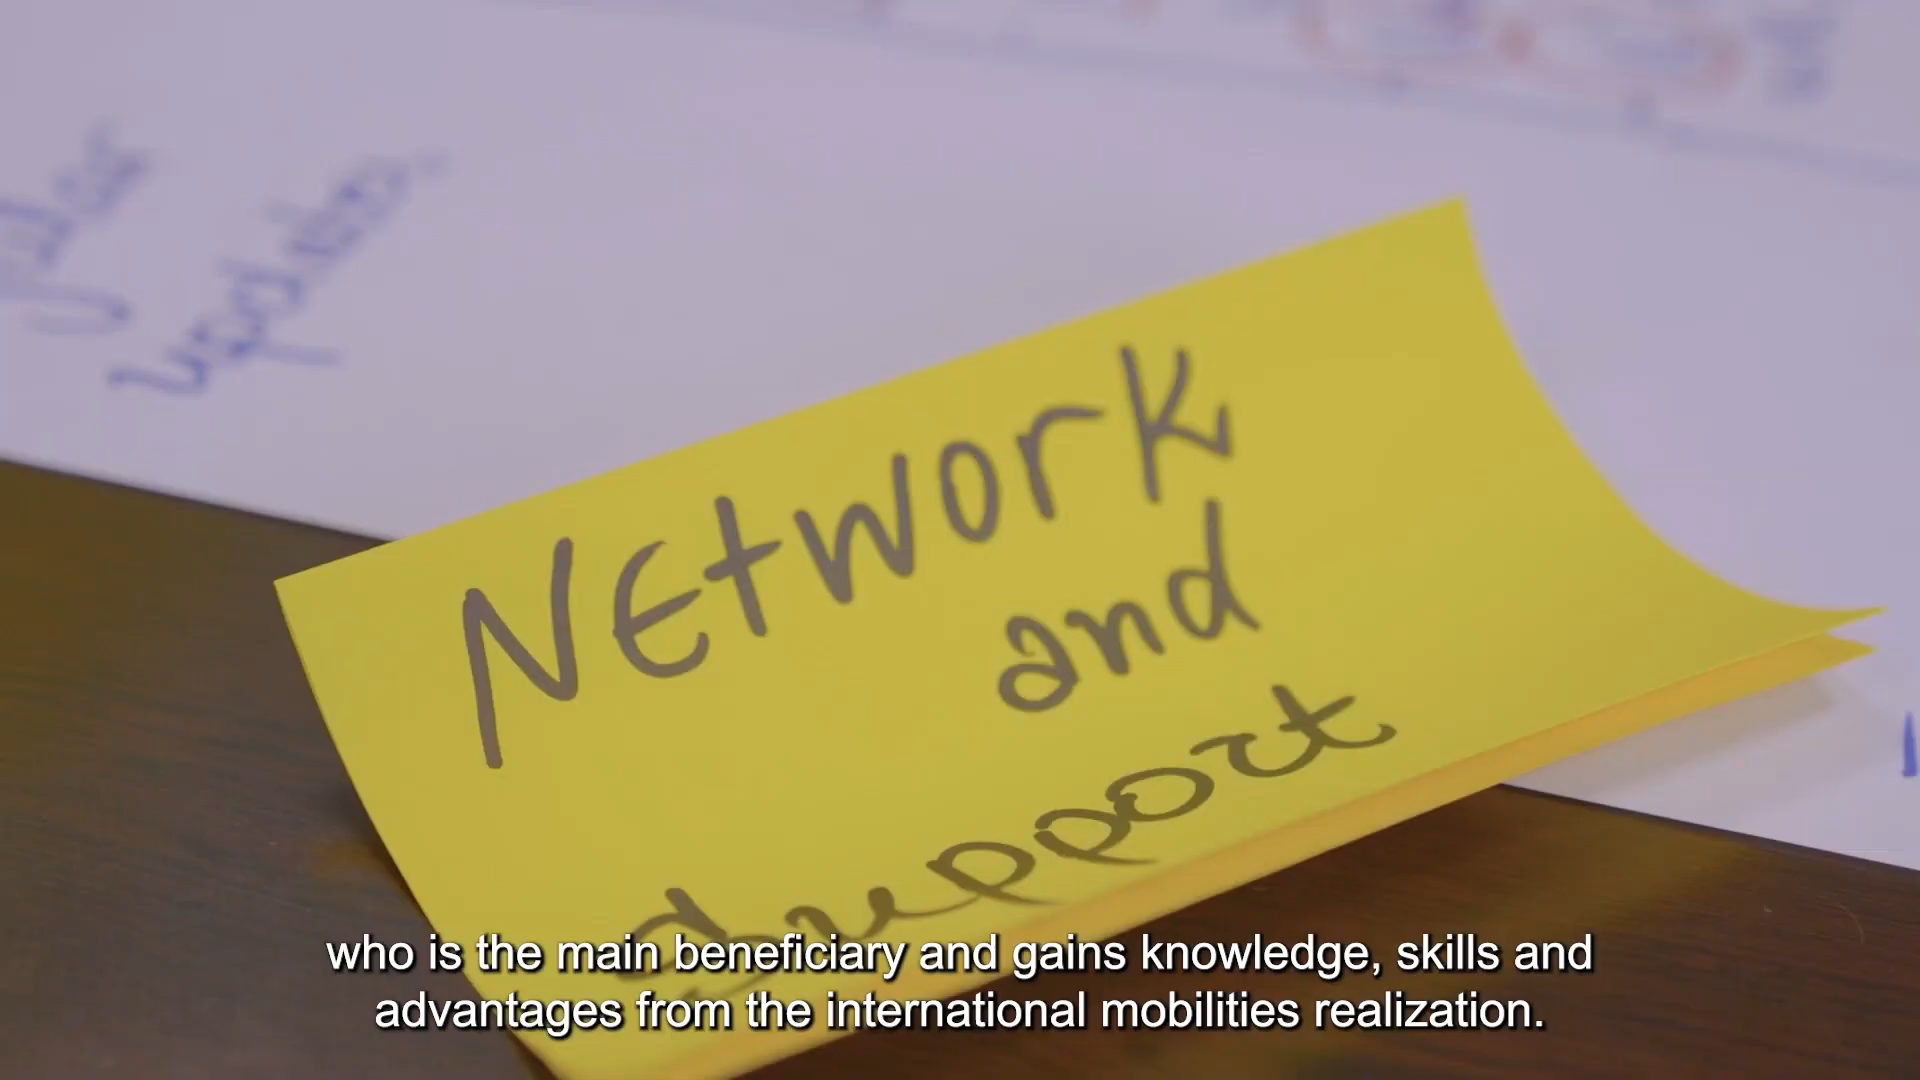 updates.
NEtwork
and
support
who is the main beneficiary and gains knowledge, skills and
advantages from the international mobilities realization.